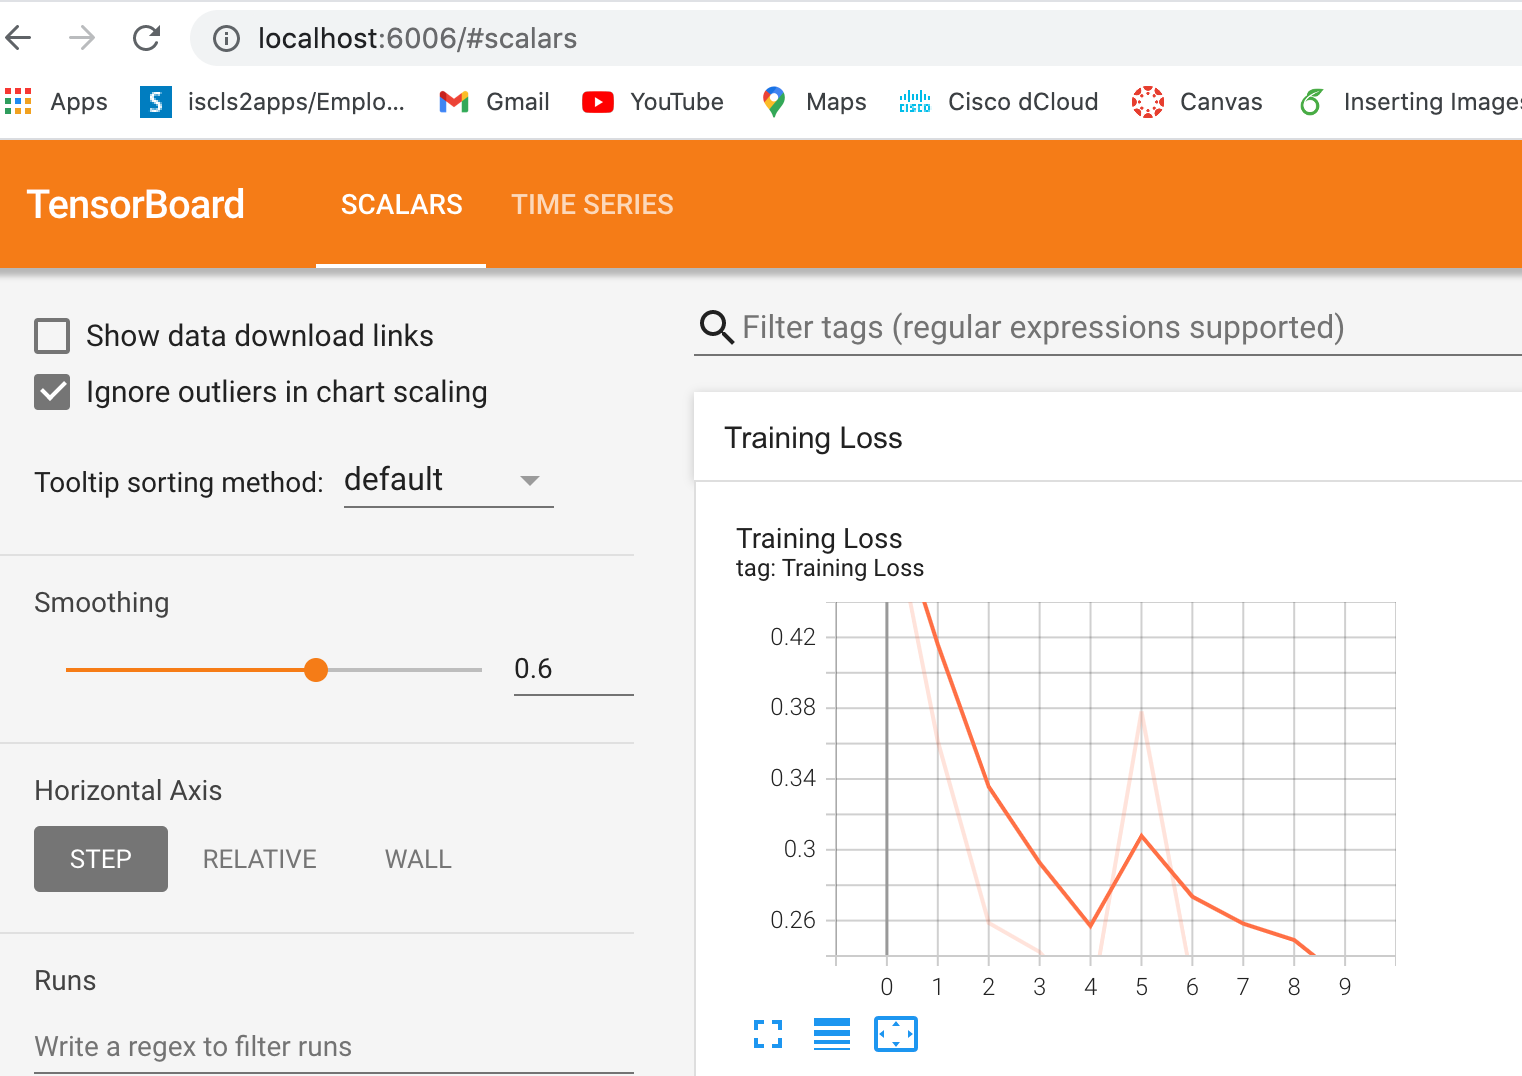 localhost:6006/#scalars
Apps iscls2apps/Emplo... Gmail YouTube Maps cisco Cisco dCloud Canvas Inserting Images
TensorBoard SCALARS TIME SERIES
Show data download links
Ignore outliers in chart scaling
Tooltip sorting method: default
Smoothing
0.6
Horizontal Axis
STEP RELATIVE WALL
Runs
Write a regex to filter runs
Filter tags (regular expressions supported)
Training Loss
Training Loss
tag: Training Loss
0.42
0.38
0.34
0.3
0.26
0 1 2 3 4 5 6 7 8 9